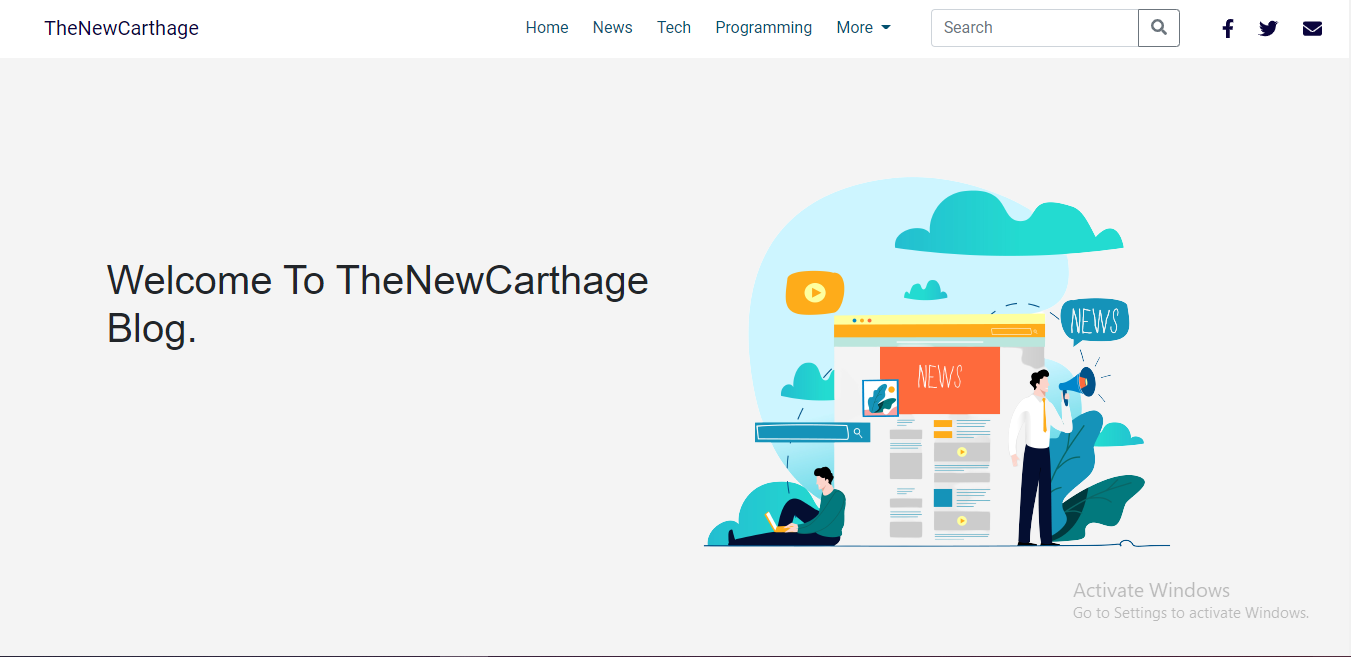 TheNewCarthage
Home News Tech Programming More Search
Welcome To TheNewCarthage
Blog.
NEWS
NEWS
Activate Windows
Go to Settings to activate Windows.